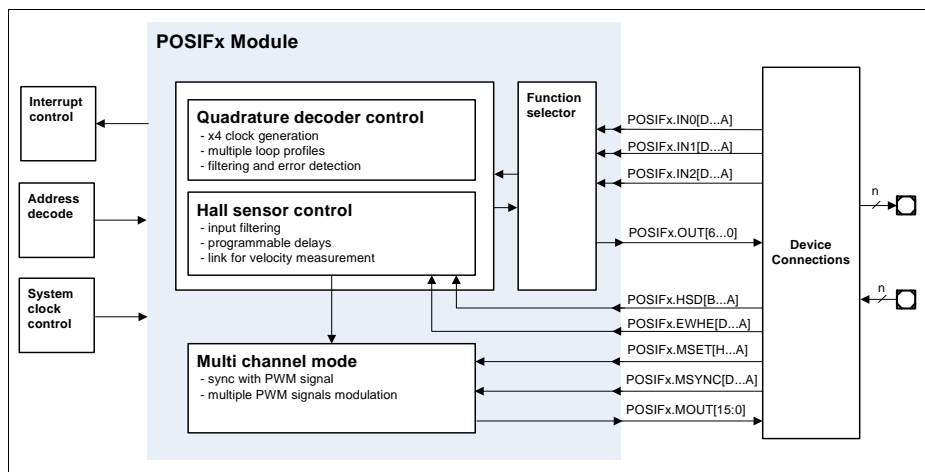 POSIFx Module
Interrupt
control
Address
decode
System
clock
control
Quadrature decoder control
- x4 clock generation
- multiple loop profiles
- filtering and error detection
Hall sensor control
- input filtering
- programmable delays
- link for velocity measurement
Multi channel mode
- sync with PWM signal
- multiple PWM signals modulation
Function
selector
POSIFx.IN0[D...A]
POSIFx.IN1[D...A]
POSIFx.IN2[D...A]
POSIFx.OUT[6...0]
POSIFx.HSD[B...A]
POSIFx.EWHE[D...A]
POSIFx.MSET[H...A]
POSIFx.MSYNC[D...A]
POSIFx.MOUT[15:0]
Device
Connections
n
n